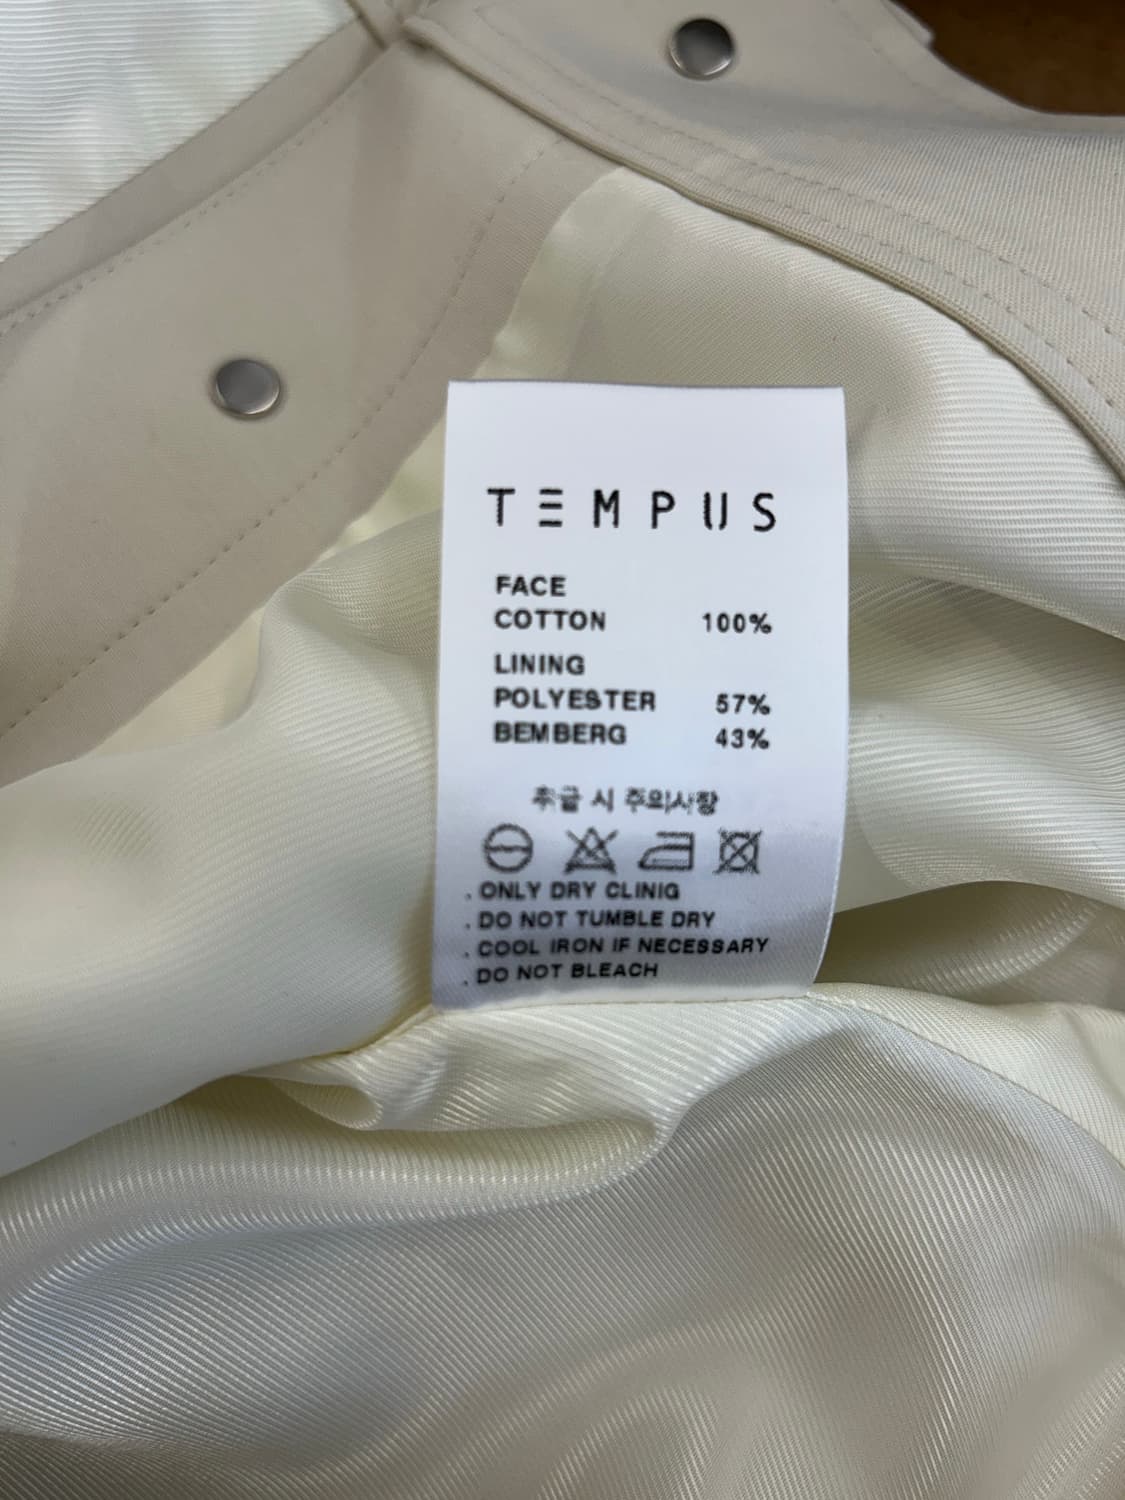 TEMPUS
FACE
COTTON 100%
LINING
POLYESTER 57%
BEMBERG 43%
취급 시 주의사항
. ONLY DRY CLINIG
. DO NOT TUMBLE DRY
. COOL IRON IF NECESSARY
. DO NOT BLEACH